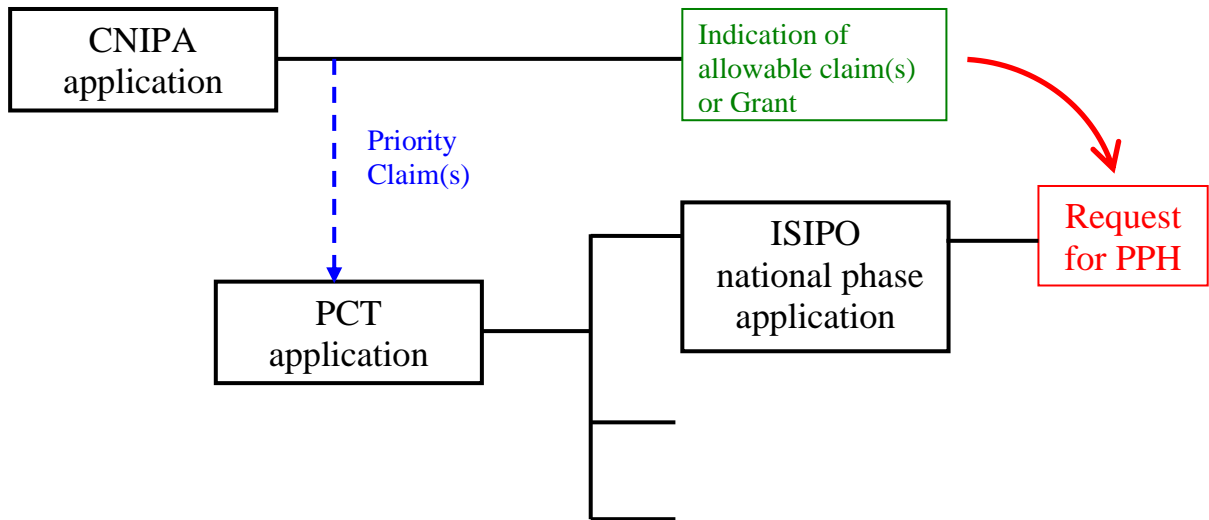 CNIPA
application
Indication of
allowable claim(s)
or Grant
Priority
Claim(s)
Request
for PPH
ISIPO
national phase
application
PCT
application